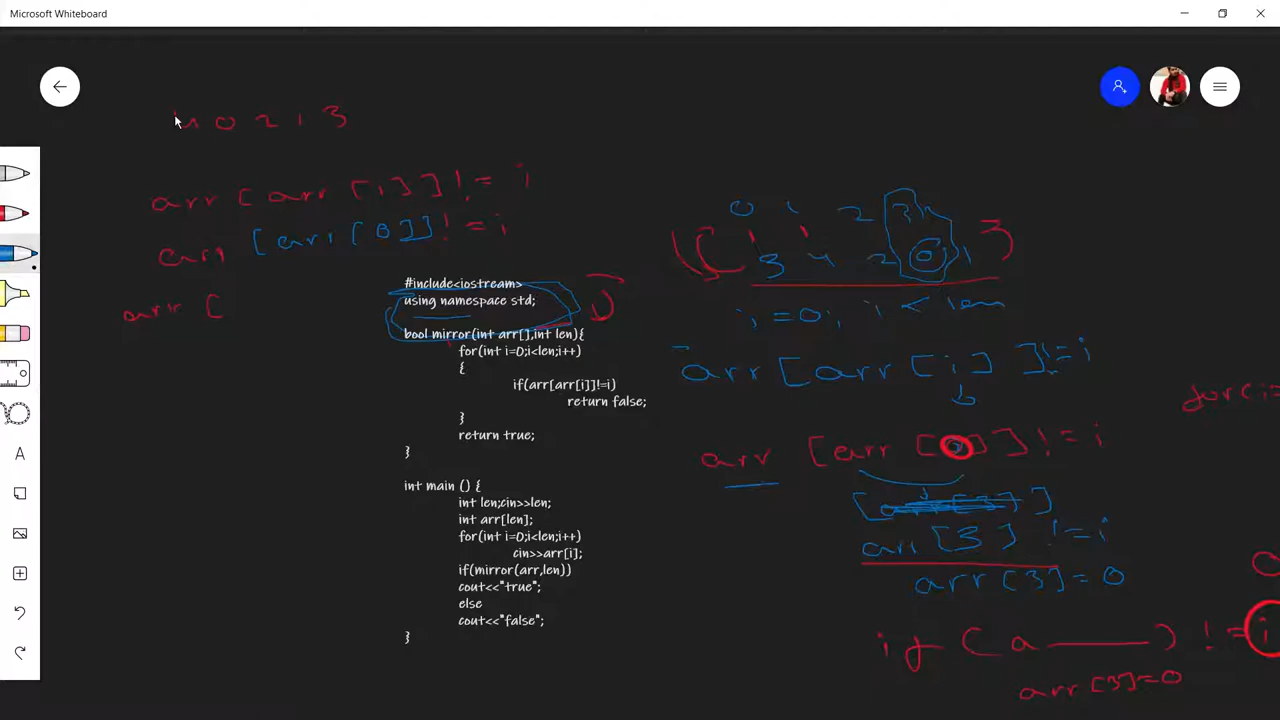 Microsoft Whiteboard
4 0 2 1 3
arr [arr [i]]! = i
arr [arr [0]]! = i
arr [
#include<iostream>
using namespace std;
bool mirror(int arr[],int len){
for(int i=0;i<len;i++)
{
if(arr[arr[i]]!=i)
return false;
}
return true;
}
int main () {
int len;cin>>len;
int arr[len];
for(int i=0;i<len;i++)
cin>>arr[i];
if(mirror(arr,len))
cout<<"true";
else
cout<<"false";
}
0 1 2 3 4
3 4 2 0 1
i=0; i < len
arr [arr [i] ]!=i
arr [arr [0]]! = i
arr [3] ! = i
arr [3] = 0
if (a ) ! = i
arr [3]=0
for(i=
A